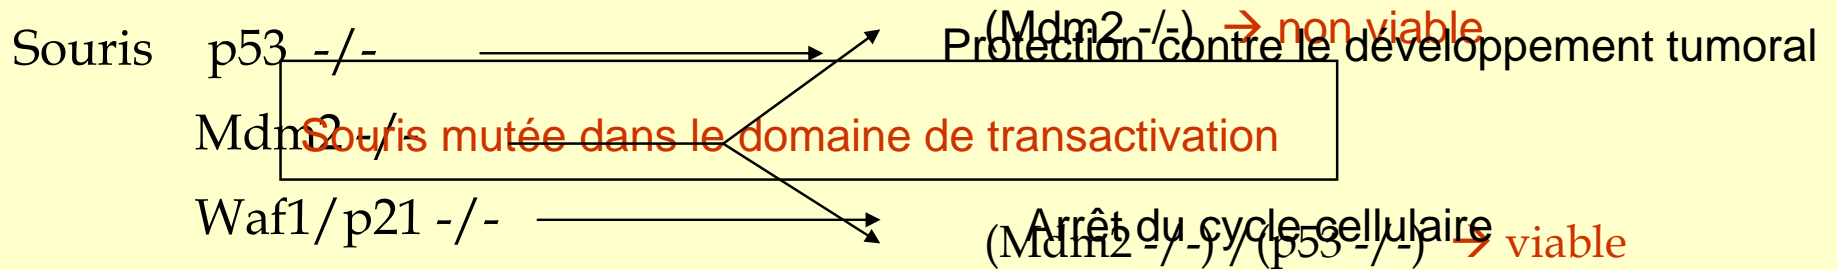 (Mdm2 -/-) → non viable
Souris p53 -/- Protection contre le développement tumoral
Mdm2 -/- Souris mutée dans le domaine de transactivation
Waf1/p21 -/- Arrêt du cycle cellulaire
(Mdm2 -/-) / (p53 -/-) → viable